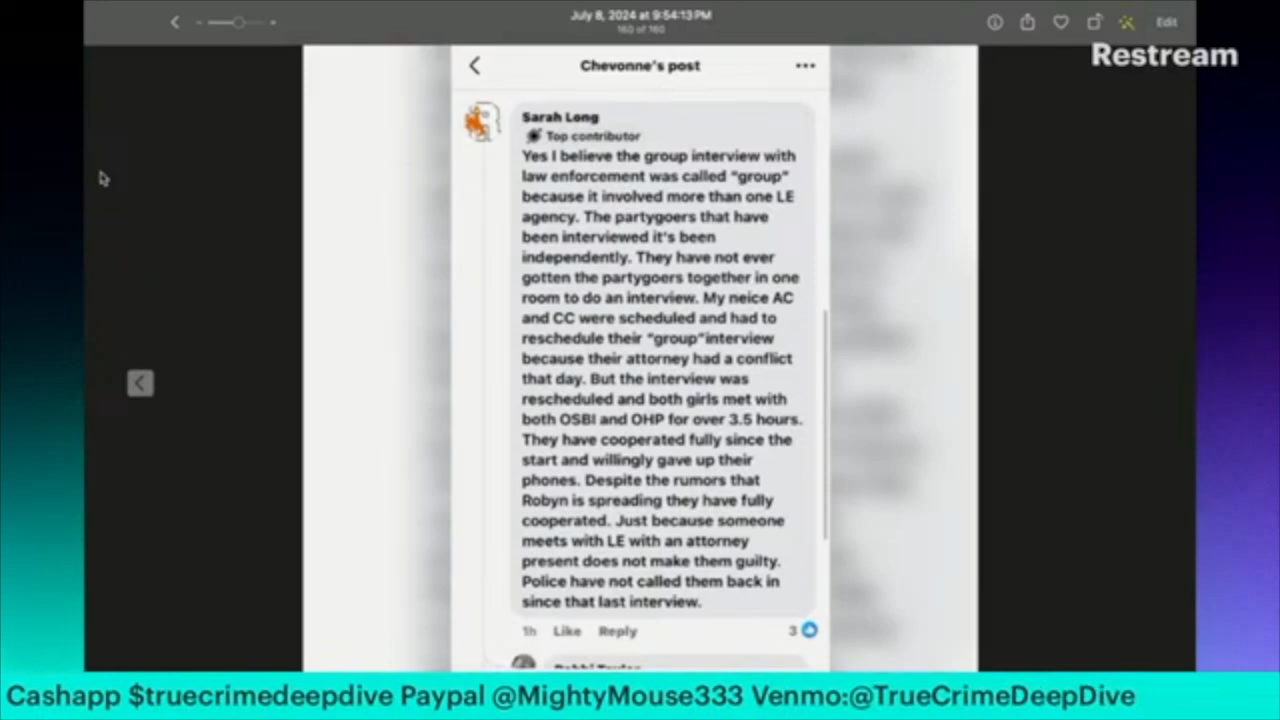 July 8, 2024 at 9:54:13 PM
160 of 160
Edit
Restream
Chevonne's post
Sarah Long
Top contributor
Yes I believe the group interview with
law enforcement was called "group"
because it involved more than one LE
agency. The partygoers that have
been interviewed it's been
independently. They have not ever
gotten the partygoers together in one
room to do an interview. My neice AC
and CC were scheduled and had to
reschedule their "group"interview
because their attorney had a conflict
that day. But the interview was
rescheduled and both girls met with
both OSBI and OHP for over 3.5 hours.
They have cooperated fully since the
start and willingly gave up their
phones. Despite the rumors that
Robyn is spreading they have fully
cooperated. Just because someone
meets with LE with an attorney
present does not make them guilty.
Police have not called them back in
since that last interview.
1h Like Reply 3
Cashapp $truecrimedeepdive Paypal @MightyMouse333 Venmo:@TrueCrimeDeepDive